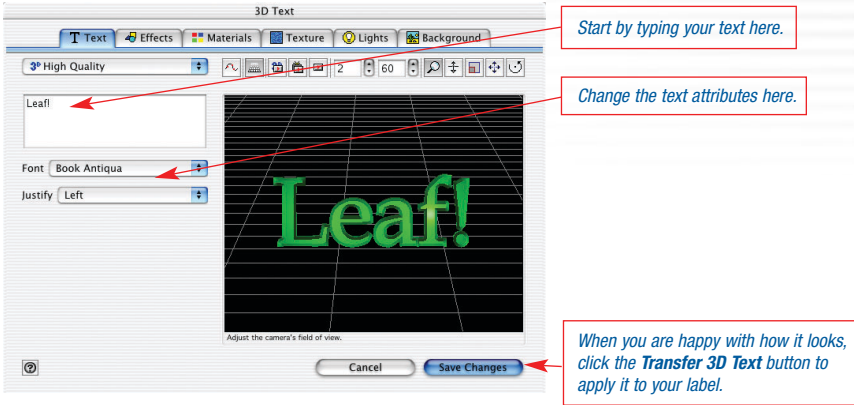 3D Text
T Text Effects Materials Texture Lights Background
3D High Quality
2 60
Leaf!
Font Book Antiqua
Justify Left
Leaf!
Adjust the camera's field of view.
? Cancel Save Changes
Start by typing your text here.
Change the text attributes here.
When you are happy with how it looks,
click the Transfer 3D Text button to
apply it to your label.